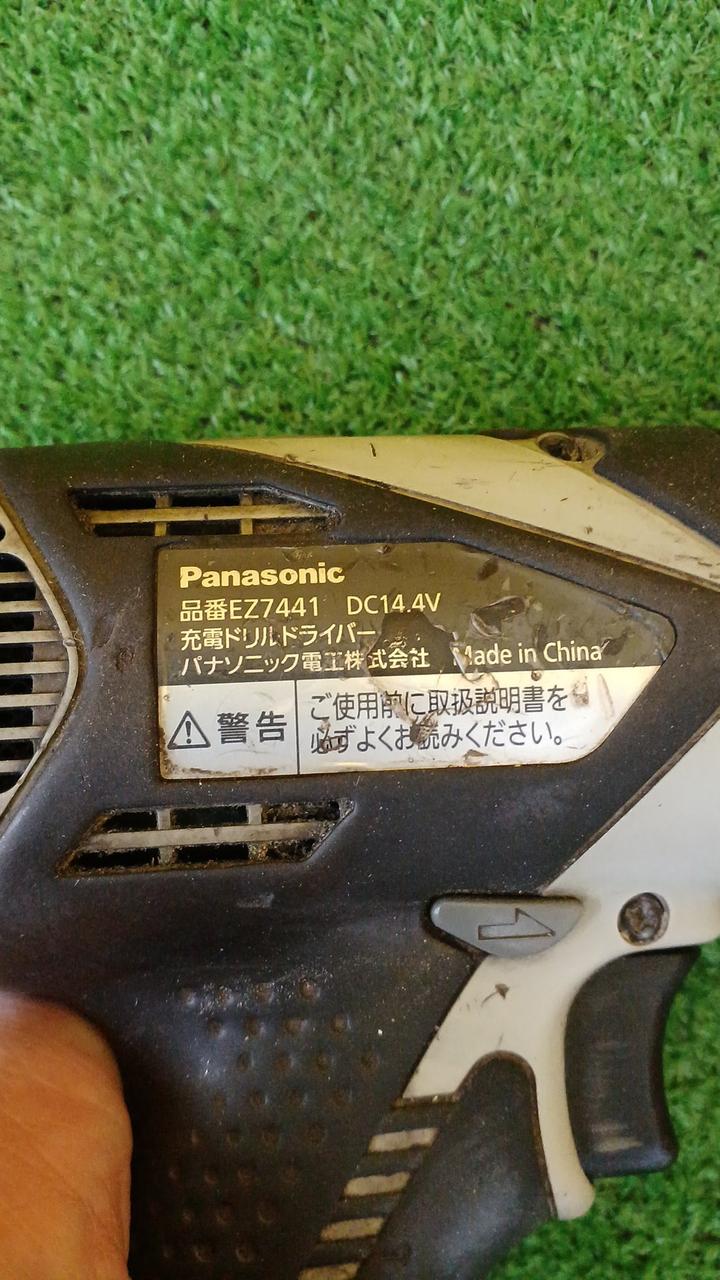 Panasonic
品番EZ7441 DC14.4V
充電ドリルドライバー
パナソニック電工株式会社 Made in China
警告
ご使用前に取扱説明書を
必ずよくお読みください。